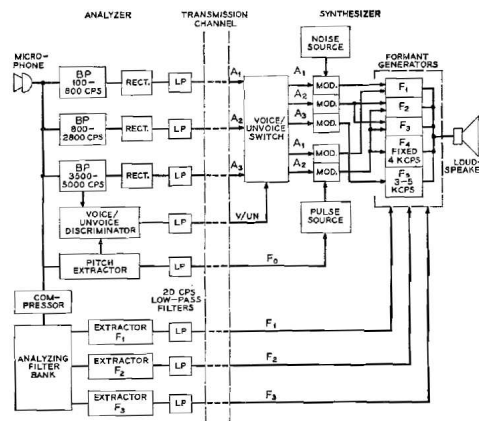 ANALYZER
TRANSMISSION
CHANNEL
SYNTHESIZER
MICRO-
PHONE
NOISE
SOURCE
FORMANT
GENERATORS
BP
100-
800 CPS
RECT.
LP
A1
A1
MOD.
F1
A2
MOD.
F2
BP
800-
2800 CPS
RECT.
LP
A2
VOICE/
UNVOICE
SWITCH
A3
MOD.
F3
A1
MOD.
F4
FIXED
4 KCPS
LOUD-
SPEAKER
BP
3500-
5000 CPS
RECT.
LP
A3
A2
MOD.
F5
3-5
KCPS
VOICE/
UNVOICE
DISCRIMINATOR
LP
V/UN
PULSE
SOURCE
PITCH EXTRACTOR
LP
F0
COM-
PRESSOR
20 CPS
LOW-PASS
FILTERS
ANALYZING
FILTER
BANK
EXTRACTOR
F1
LP
F1
EXTRACTOR
F2
LP
F2
EXTRACTOR
F3
LP
F3